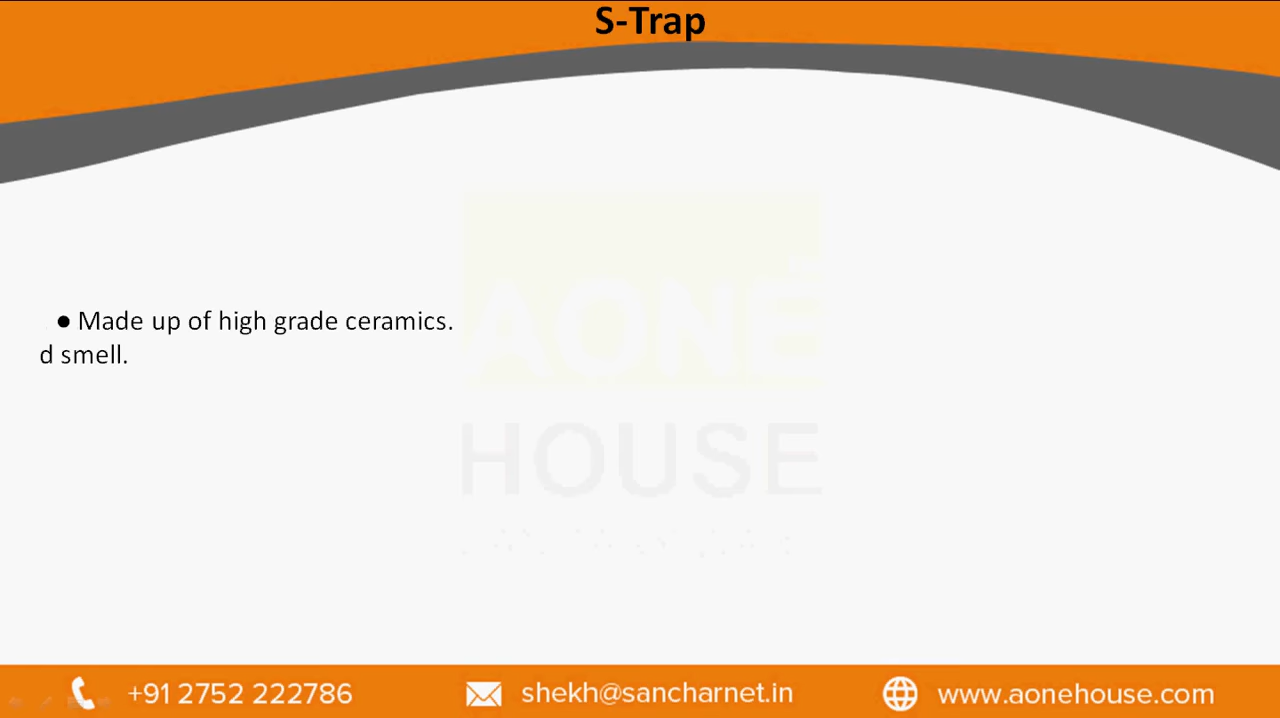 S-Trap
● Made up of high grade ceramics.
d smell.
AONE
HOUSE
+91 2752 222786
shekh@sancharnet.in
www.aonehouse.com